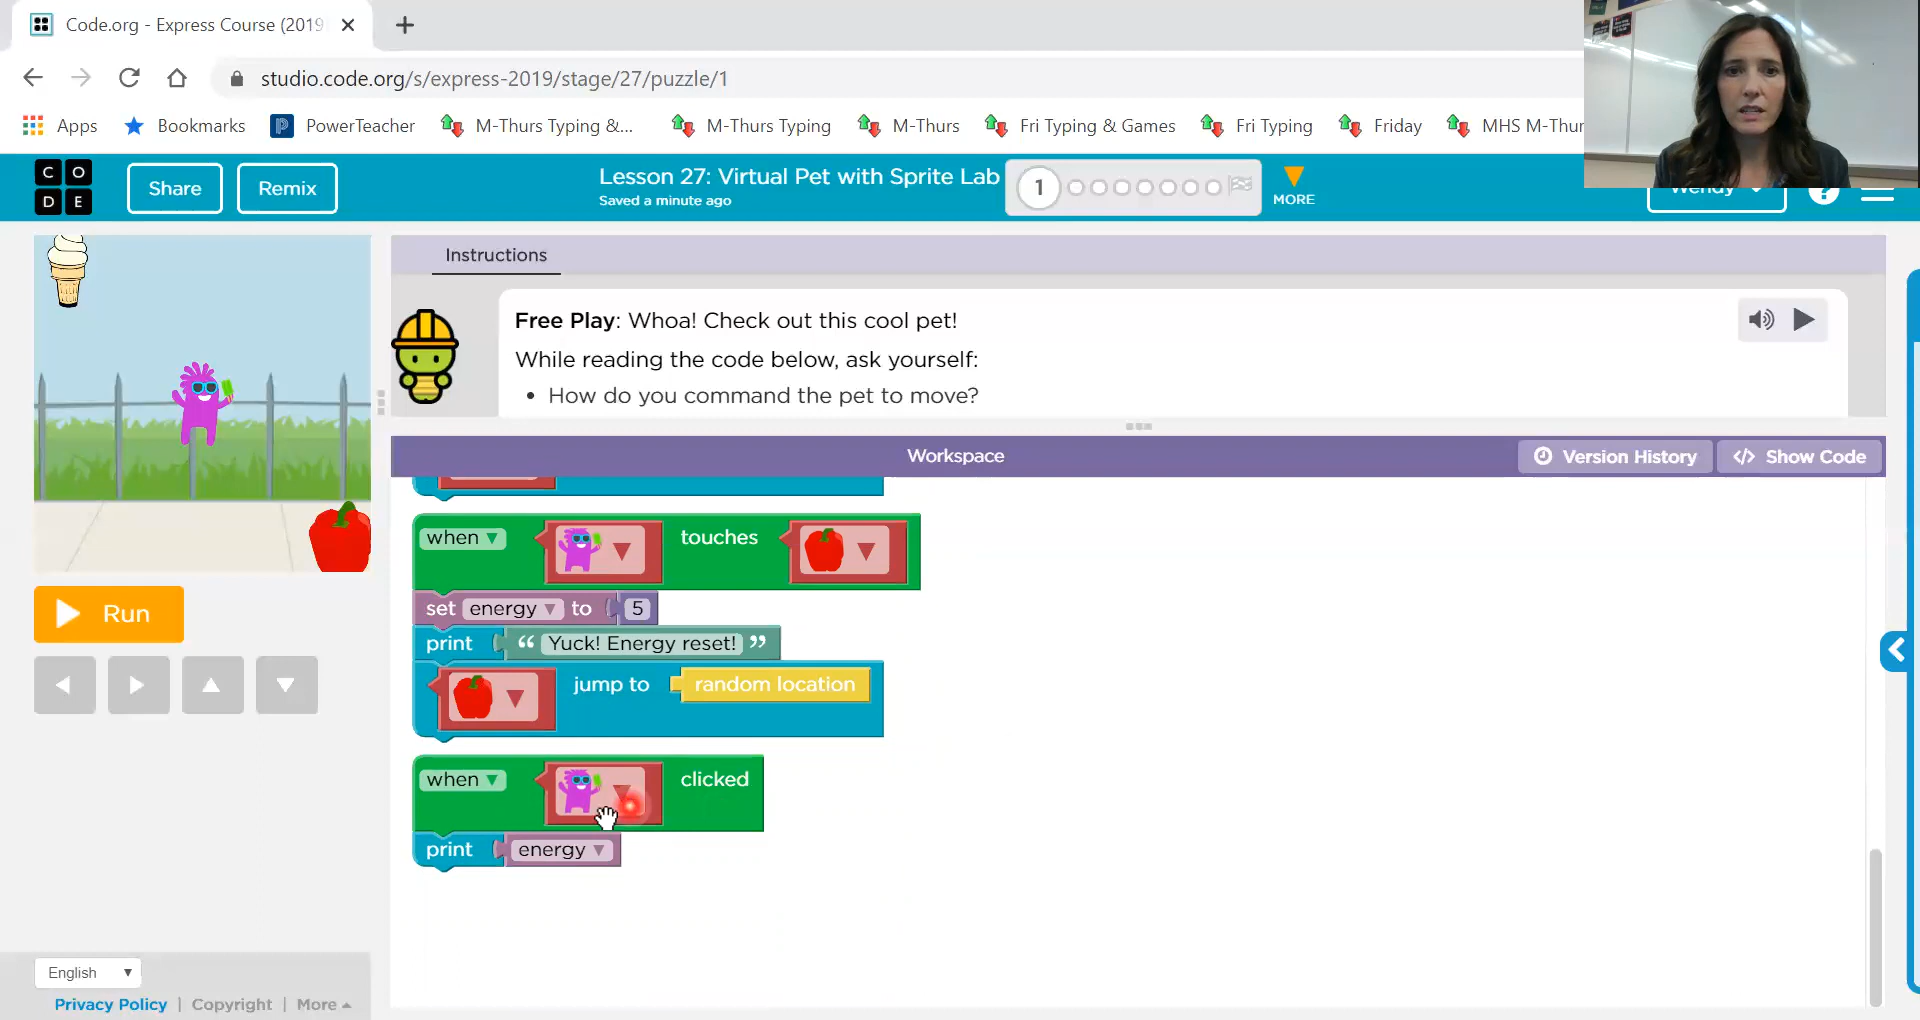 Code.org - Express Course (2019
studio.code.org/s/express-2019/stage/27/puzzle/1
Apps Bookmarks PowerTeacher M-Thurs Typing &... M-Thurs Typing M-Thurs Fri Typing & Games Fri Typing Friday MHS M-Thur
C O D E
Share Remix
Lesson 27: Virtual Pet with Sprite Lab
Saved a minute ago
1
MORE
Wendy
?
Instructions
Free Play: Whoa! Check out this cool pet!
While reading the code below, ask yourself:
• How do you command the pet to move?
Workspace Version History </> Show Code
when touches
set energy to 5
print “ Yuck! Energy reset! ”
jump to random location
when clicked
print energy
Run
English
Privacy Policy | Copyright | More